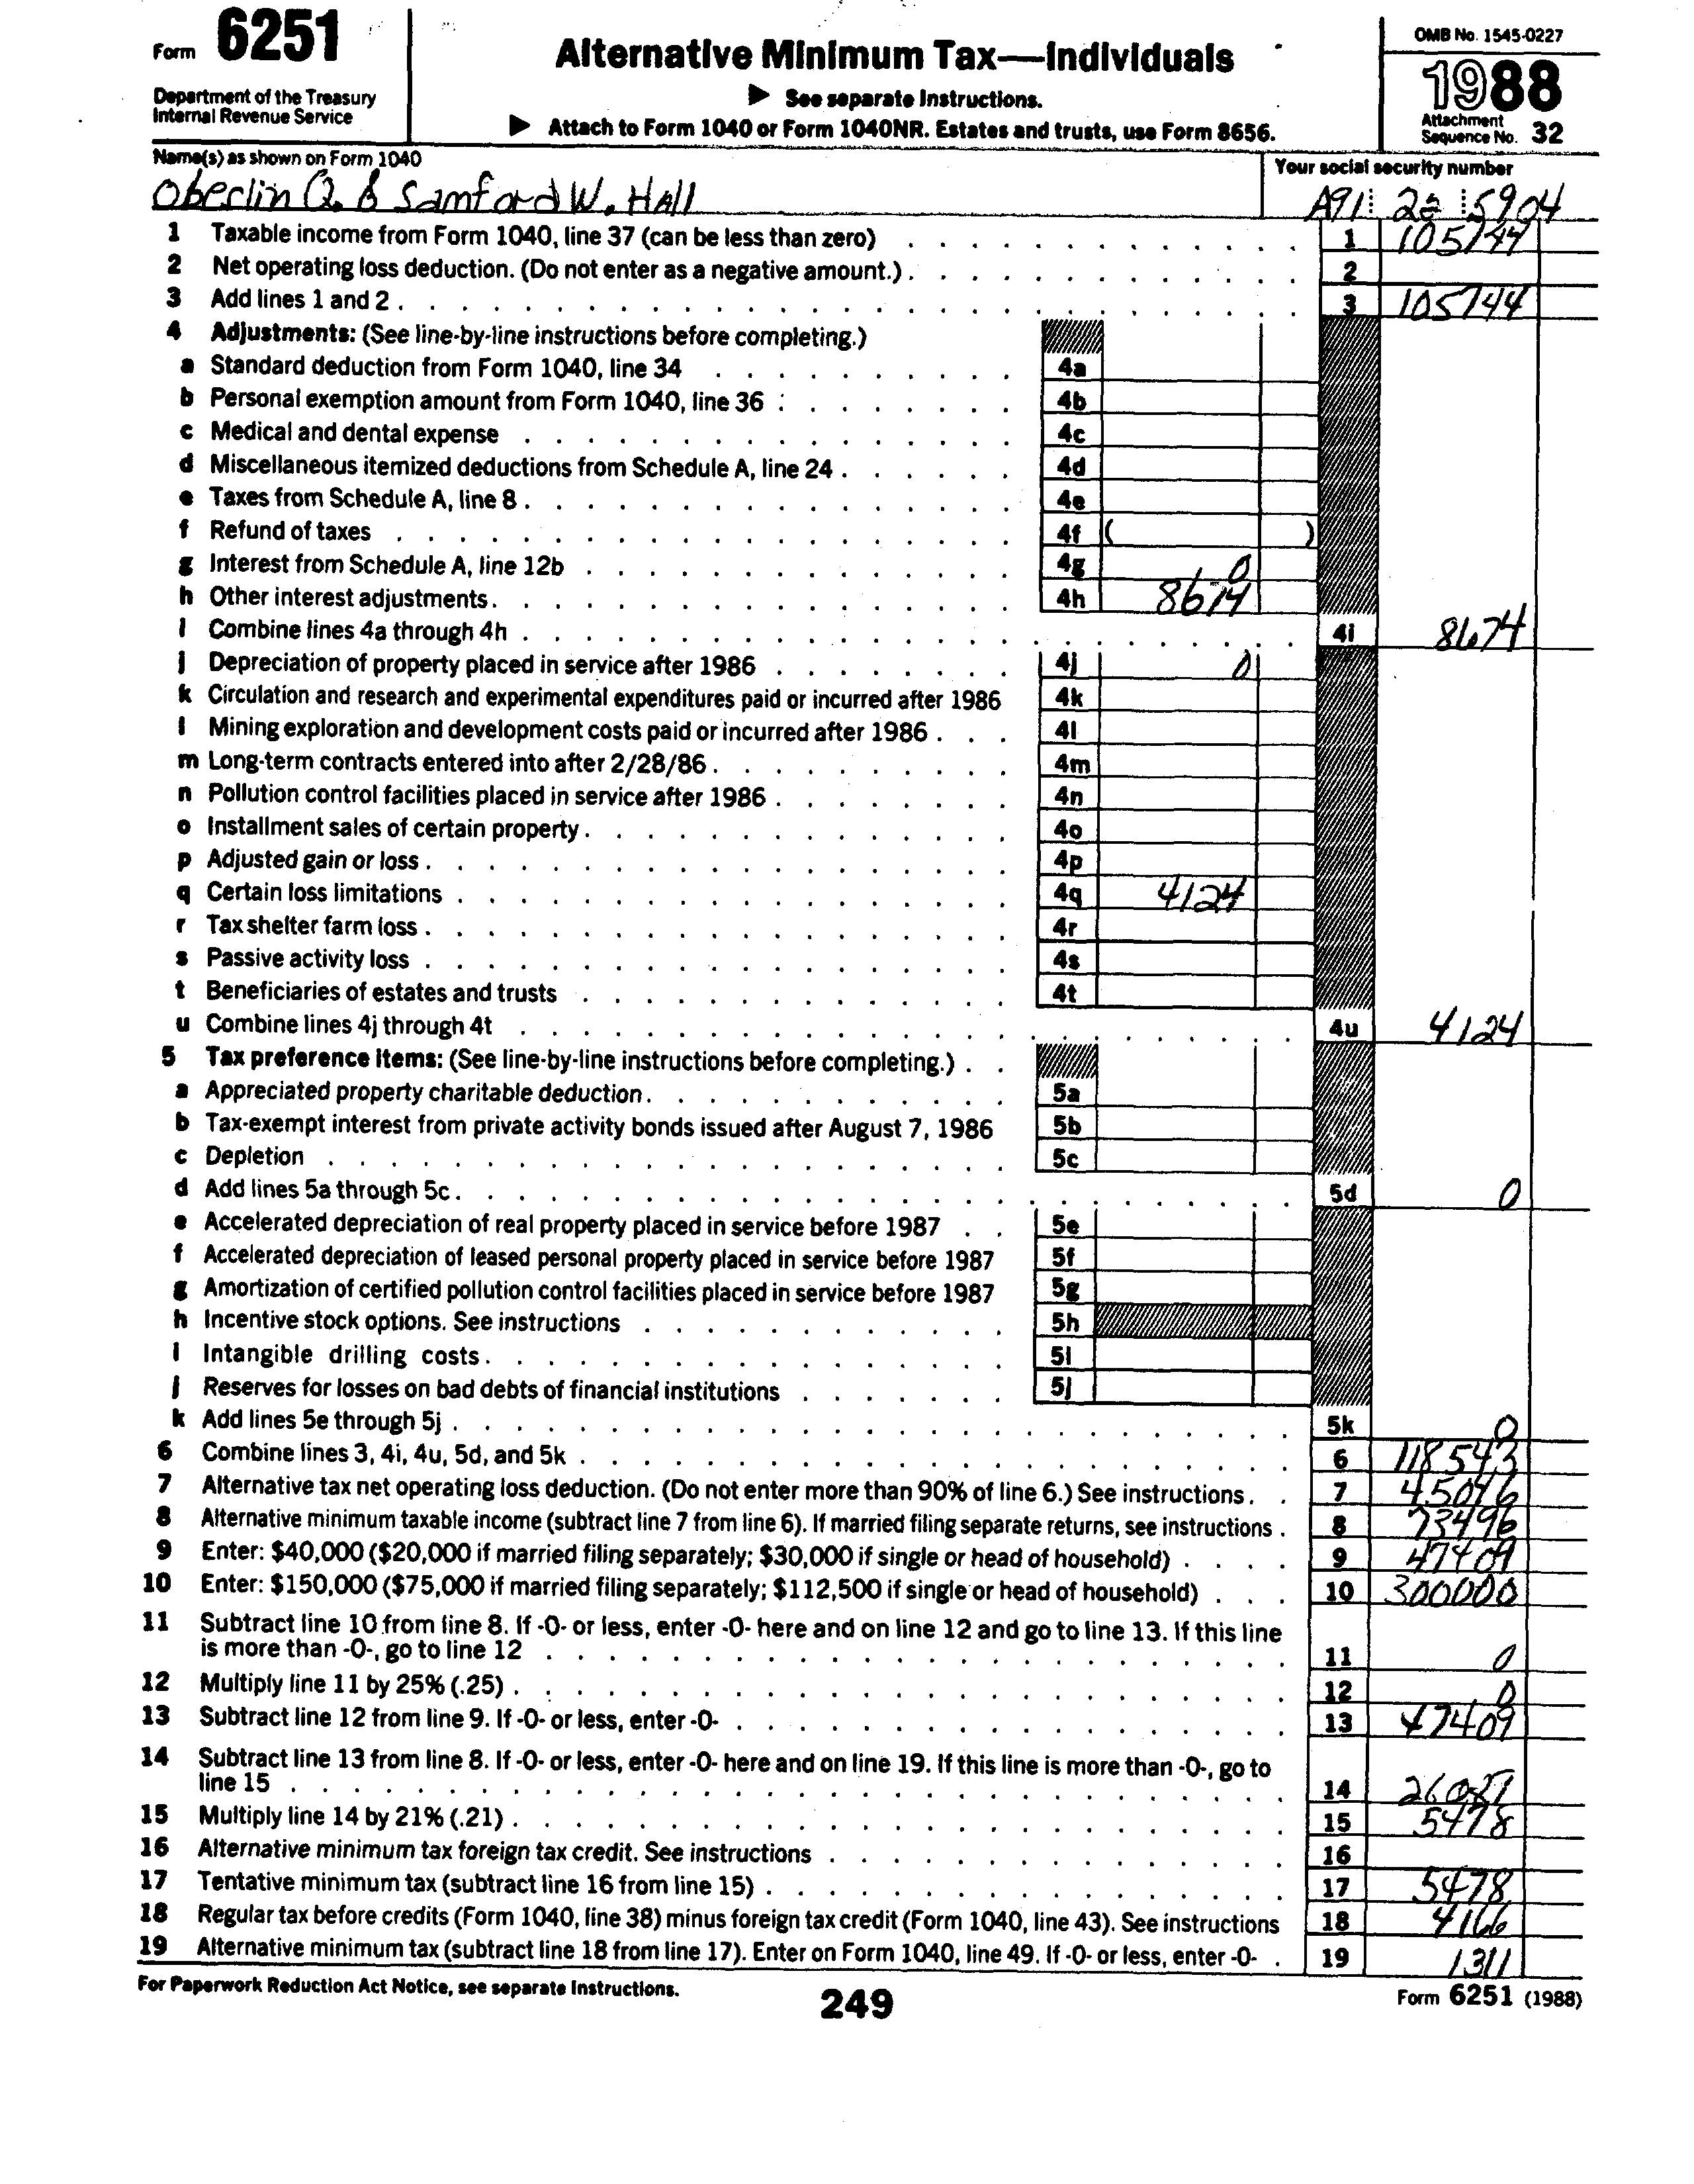 Form 6251
Department of the Treasury
Internal Revenue Service
Alternative Minimum Tax—Individuals
▶ See separate Instructions.
▶ Attach to Form 1040 or Form 1040NR. Estates and trusts, use Form 8656.
OMB No. 1545-0227
1988
Attachment
Sequence No. 32
Name(s) as shown on Form 1040
Oberlin Q. & Samford W. Hall
Your social security number
A91 5904
1 Taxable income from Form 1040, line 37 (can be less than zero) 1 105744
2 Net operating loss deduction. (Do not enter as a negative amount.) 2
3 Add lines 1 and 2 3 105744
4 Adjustments: (See line-by-line instructions before completing.)
a Standard deduction from Form 1040, line 34 4a
b Personal exemption amount from Form 1040, line 36 4b
c Medical and dental expense 4c
d Miscellaneous itemized deductions from Schedule A, line 24 4d
e Taxes from Schedule A, line 8 4e
f Refund of taxes 4f ( )
g Interest from Schedule A, line 12b 4g 0
h Other interest adjustments 4h 8674
i Combine lines 4a through 4h 4i 8674
j Depreciation of property placed in service after 1986 4j 0
k Circulation and research and experimental expenditures paid or incurred after 1986 4k
l Mining exploration and development costs paid or incurred after 1986 4l
m Long-term contracts entered into after 2/28/86 4m
n Pollution control facilities placed in service after 1986 4n
o Installment sales of certain property 4o
p Adjusted gain or loss 4p
q Certain loss limitations 4q 4124
r Tax shelter farm loss 4r
s Passive activity loss 4s
t Beneficiaries of estates and trusts 4t
u Combine lines 4j through 4t 4u 4124
5 Tax preference items: (See line-by-line instructions before completing.)
a Appreciated property charitable deduction 5a
b Tax-exempt interest from private activity bonds issued after August 7, 1986 5b
c Depletion 5c
d Add lines 5a through 5c 5d 0
e Accelerated depreciation of real property placed in service before 1987 5e
f Accelerated depreciation of leased personal property placed in service before 1987 5f
g Amortization of certified pollution control facilities placed in service before 1987 5g
h Incentive stock options. See instructions 5h
i Intangible drilling costs 5i
j Reserves for losses on bad debts of financial institutions 5j
k Add lines 5e through 5j 5k 0
6 Combine lines 3, 4i, 4u, 5d, and 5k 6 118543
7 Alternative tax net operating loss deduction. (Do not enter more than 90% of line 6.) See instructions 7 45046
8 Alternative minimum taxable income (subtract line 7 from line 6). If married filing separate returns, see instructions 8 73496
9 Enter: $40,000 ($20,000 if married filing separately; $30,000 if single or head of household) 9 47409
10 Enter: $150,000 ($75,000 if married filing separately; $112,500 if single or head of household) 10 300000
11 Subtract line 10 from line 8. If -0- or less, enter -0- here and on line 12 and go to line 13. If this line
is more than -0-, go to line 12 11 0
12 Multiply line 11 by 25% (.25) 12 0
13 Subtract line 12 from line 9. If -0- or less, enter -0- 13 47409
14 Subtract line 13 from line 8. If -0- or less, enter -0- here and on line 19. If this line is more than -0-, go to
line 15 14 26087
15 Multiply line 14 by 21% (.21) 15 5478
16 Alternative minimum tax foreign tax credit. See instructions 16
17 Tentative minimum tax (subtract line 16 from line 15) 17 5478
18 Regular tax before credits (Form 1040, line 38) minus foreign tax credit (Form 1040, line 43). See instructions 18 4166
19 Alternative minimum tax (subtract line 18 from line 17). Enter on Form 1040, line 49. If -0- or less, enter -0- 19 1311
For Paperwork Reduction Act Notice, see separate Instructions.
249
Form 6251 (1988)